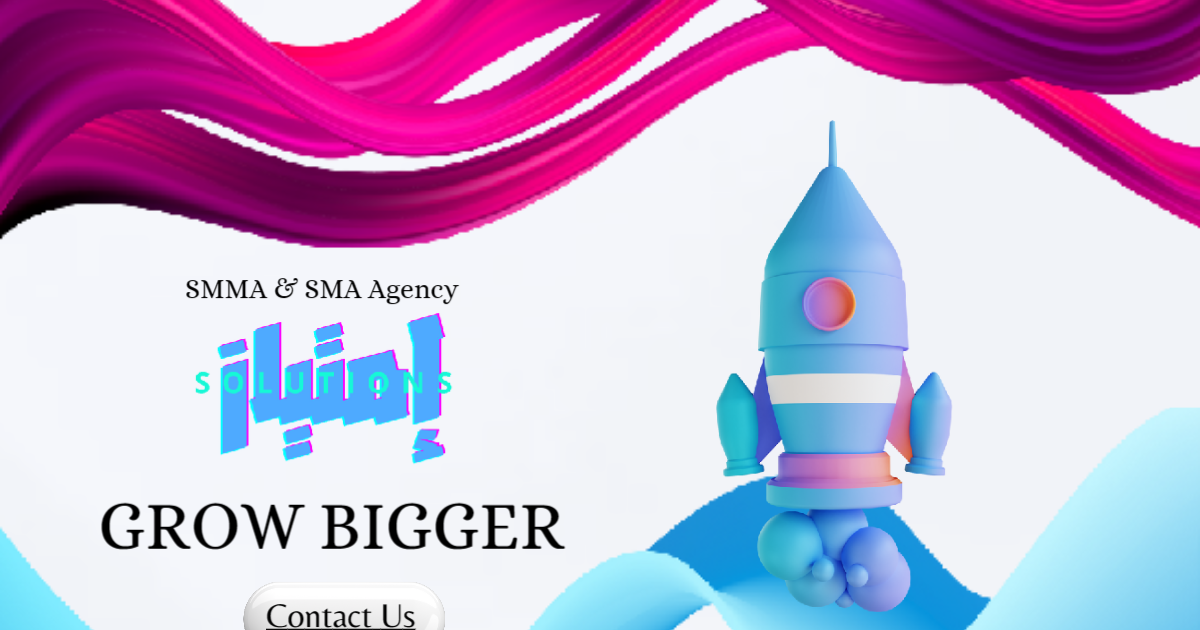 SMMA & SMA Agency
إمتياز
SOLUTIONS
GROW BIGGER
Contact Us